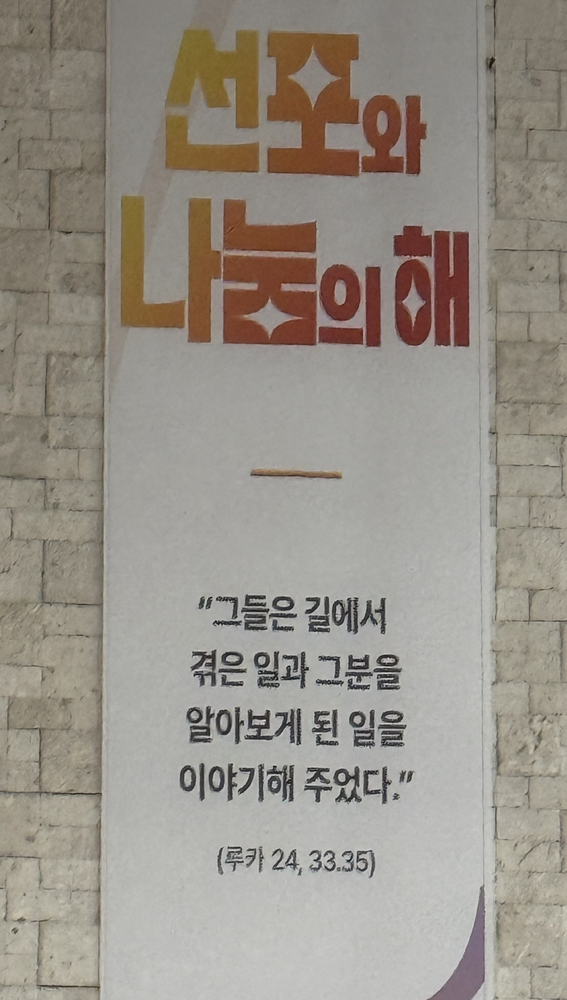 선포와
나눔의 해
"그들은 길에서
겪은 일과 그분을
알아보게 된 일을
이야기해 주었다."
(루카 24, 33.35)